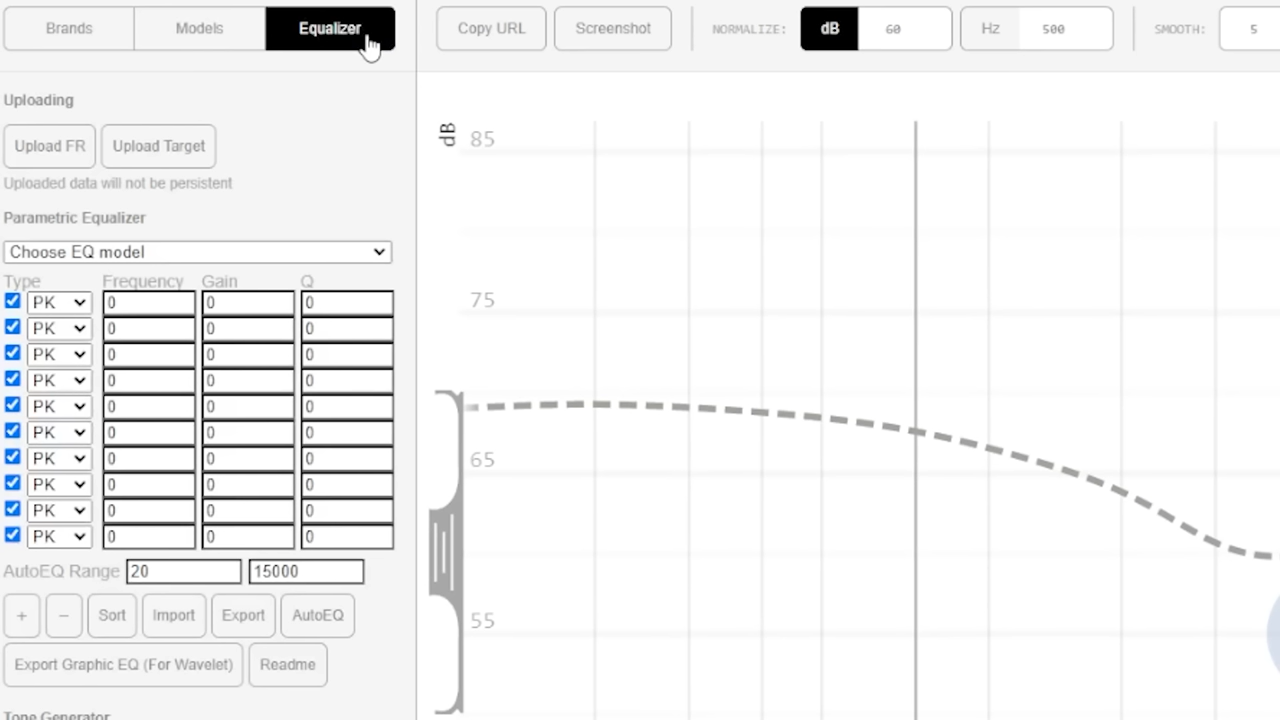 Brands Models Equalizer Copy URL Screenshot NORMALIZE: dB 60 Hz 500 SMOOTH: 5
Uploading
Upload FR Upload Target
Uploaded data will not be persistent
Parametric Equalizer
Choose EQ model
Type Frequency Gain Q
PK 0 0 0
PK 0 0 0
PK 0 0 0
PK 0 0 0
PK 0 0 0
PK 0 0 0
PK 0 0 0
PK 0 0 0
PK 0 0 0
PK 0 0 0
AutoEQ Range 20 15000
+ − Sort Import Export AutoEQ
Export Graphic EQ (For Wavelet) Readme
Tone Generator
dB
85
75
65
55